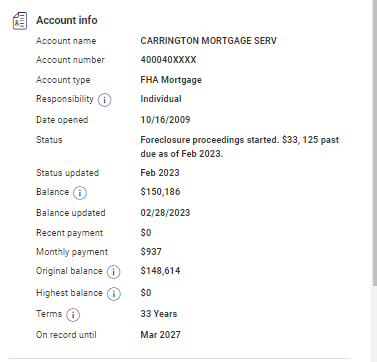 Account info
Account name CARRINGTON MORTGAGE SERV
Account number 400040XXXX
Account type FHA Mortgage
Responsibility i Individual
Date opened 10/16/2009
Status Foreclosure proceedings started. $33, 125 past
due as of Feb 2023.
Status updated Feb 2023
Balance i $150,186
Balance updated 02/28/2023
Recent payment $0
Monthly payment $937
Original balance i $148,614
Highest balance i $0
Terms i 33 Years
On record until Mar 2027